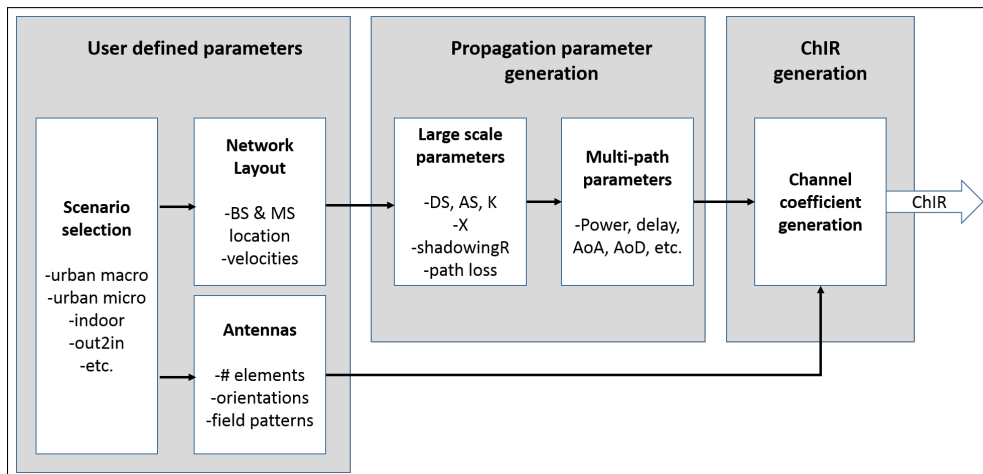 User defined parameters
Scenario
selection
-urban macro
-urban micro
-indoor
-out2in
-etc.
Network
Layout
-BS & MS
location
-velocities
Antennas
-# elements
-orientations
-field patterns
Propagation parameter
generation
Large scale
parameters
-DS, AS, K
-X
-shadowingR
-path loss
Multi-path
parameters
-Power, delay,
AoA, AoD, etc.
ChIR
generation
Channel
coefficient
generation
ChIR